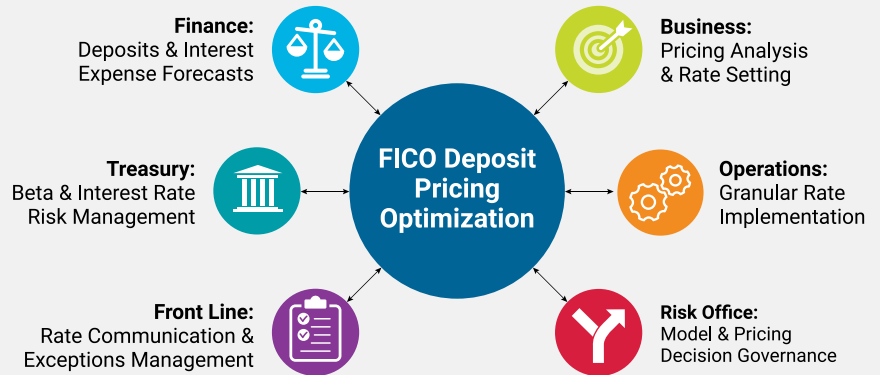 Finance:
Deposits & Interest
Expense Forecasts
Business:
Pricing Analysis
& Rate Setting
Treasury:
Beta & Interest Rate
Risk Management
FICO Deposit
Pricing
Optimization
Operations:
Granular Rate
Implementation
Front Line:
Rate Communication &
Exceptions Management
Risk Office:
Model & Pricing
Decision Governance